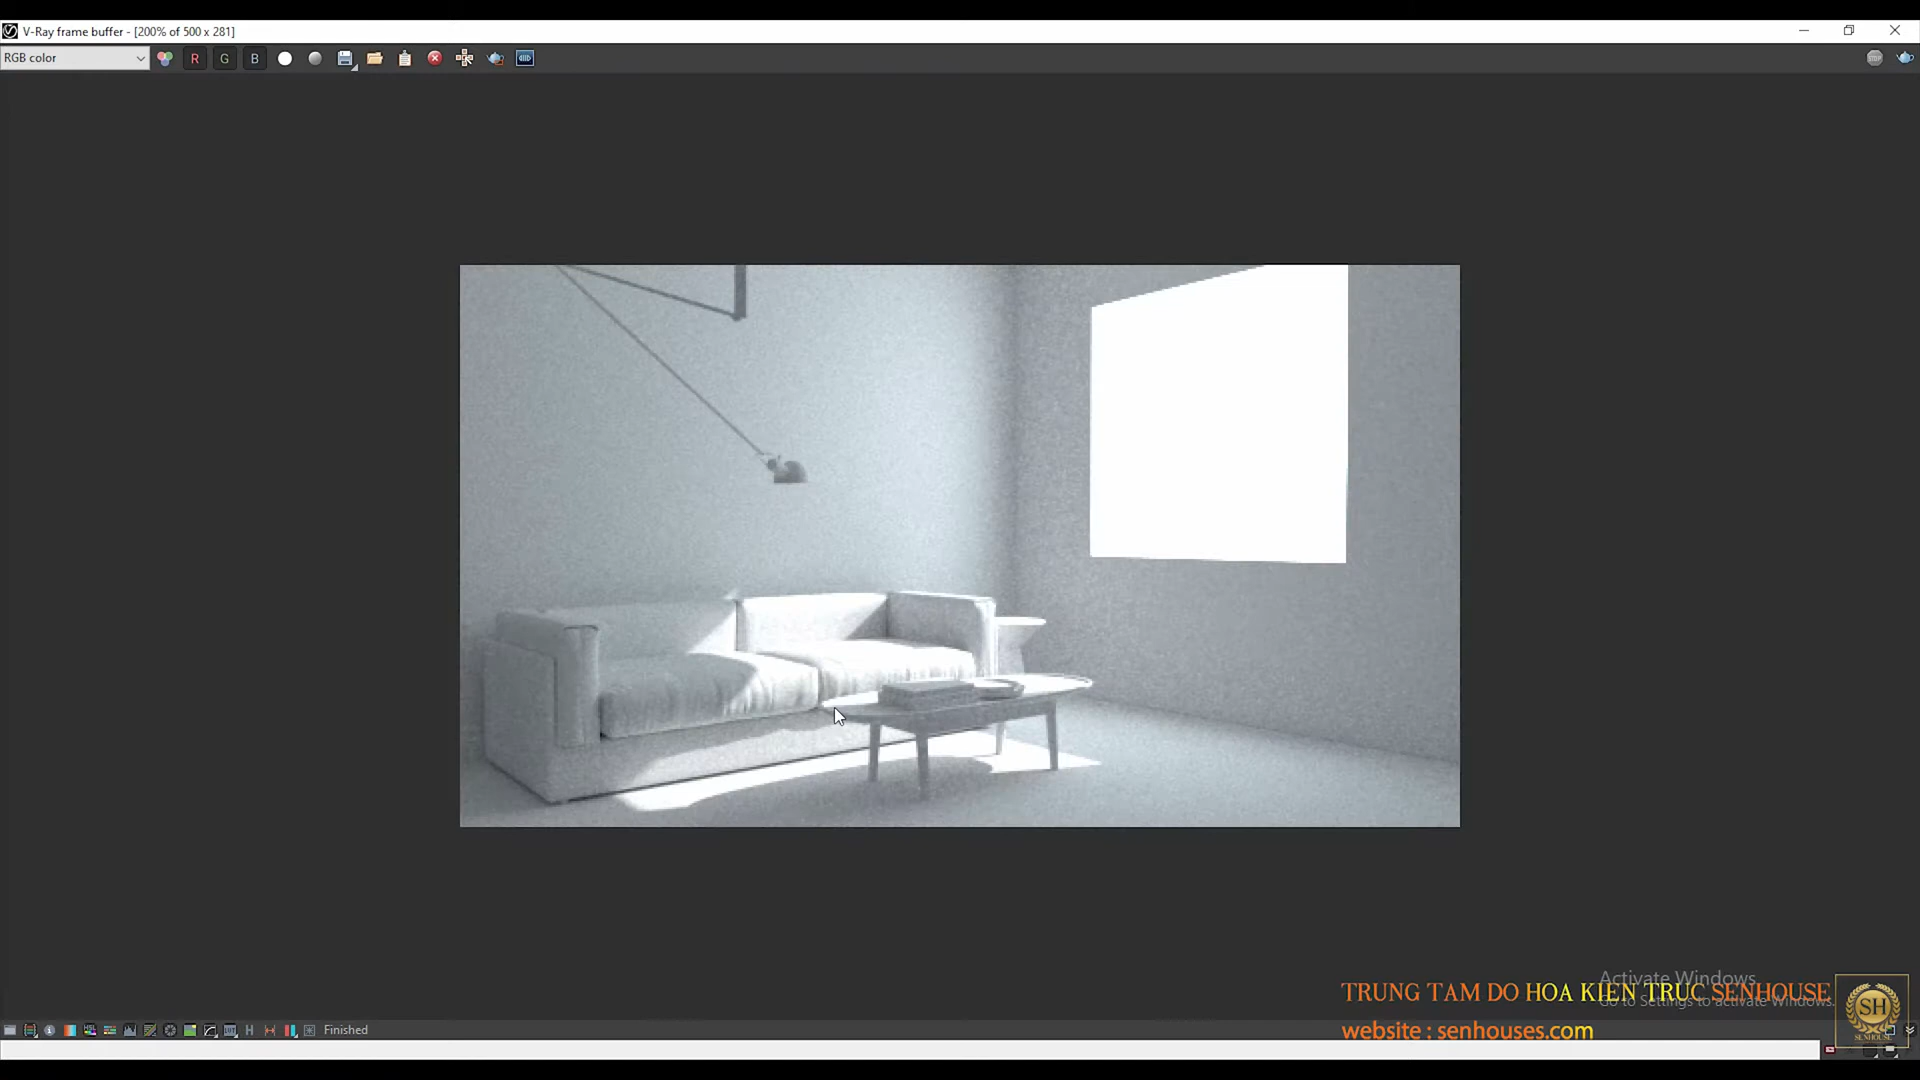 V-Ray frame buffer - [200% of 500 x 281]
RGB color
R
G
B
Activate Windows
Go to Settings to activate Windows.
TRUNG TAM DO HOA KIEN TRUC SENHOUSE
website : senhouses.com
SH
SENHOUSE
H
Finished